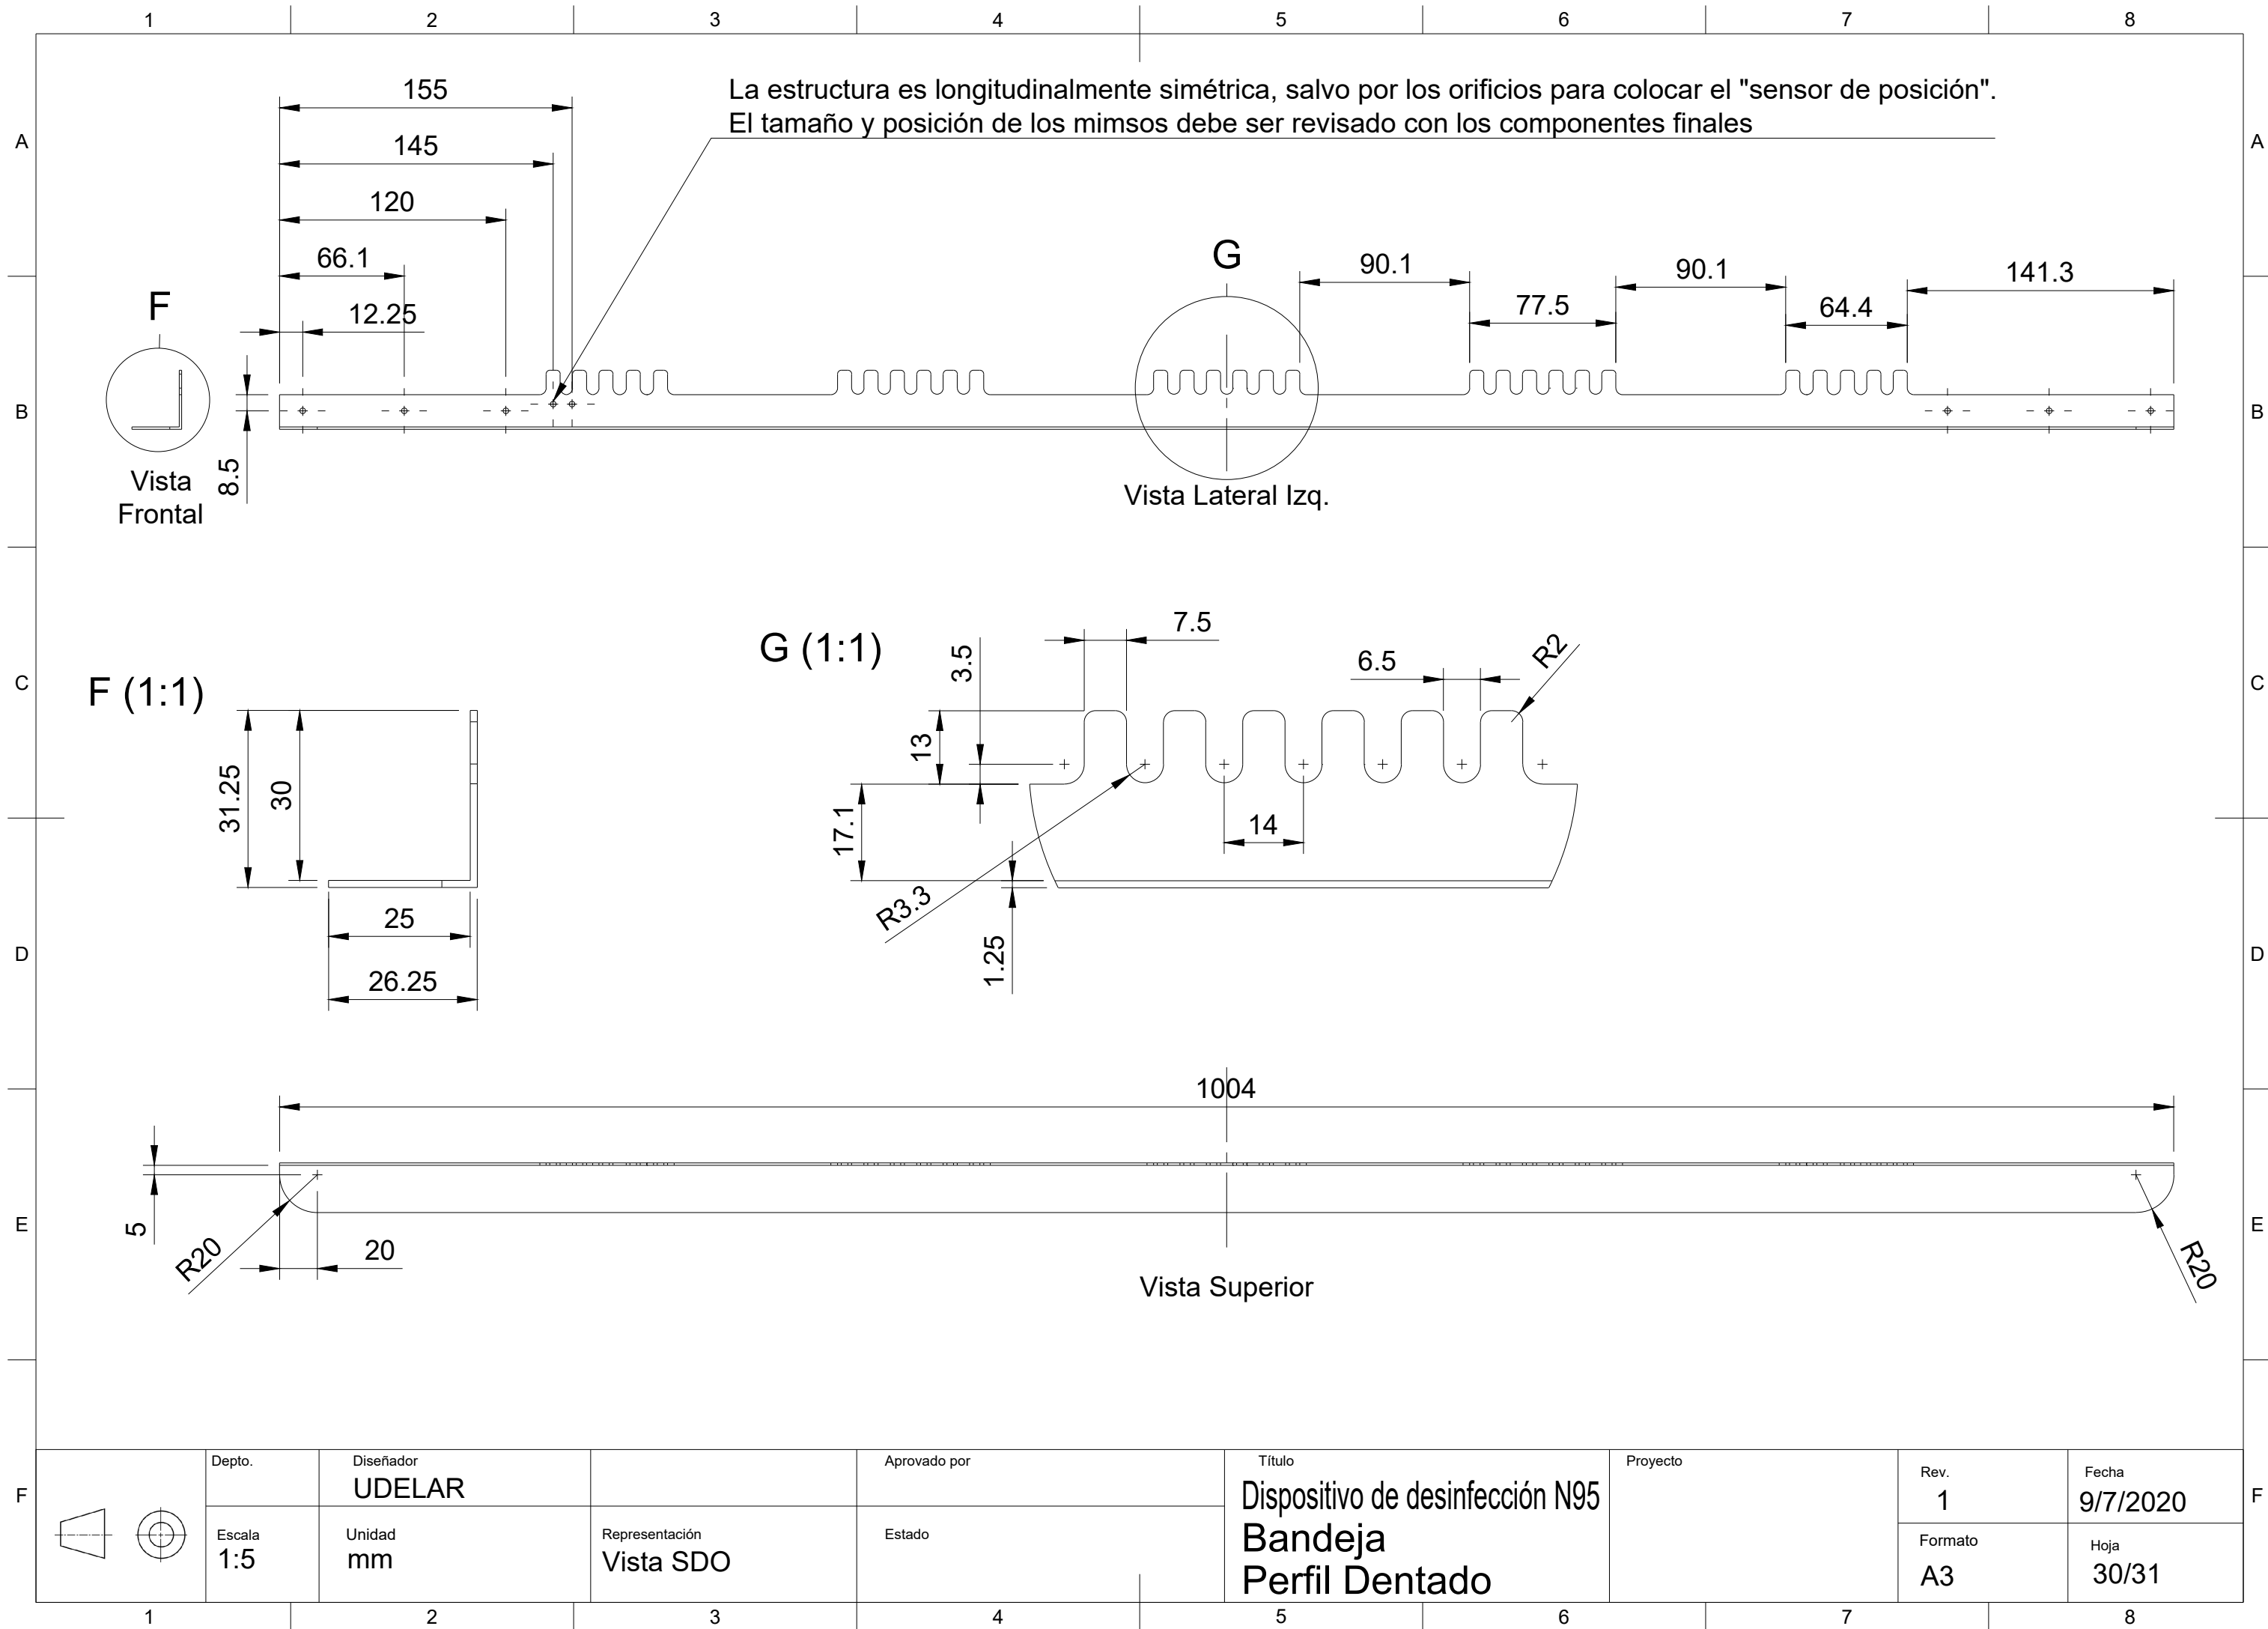 1 2 3 4 5 6 7 8
A A
B B
C C
D D
E E
F F
La estructura es longitudinalmente simétrica, salvo por los orificios para colocar el "sensor de posición".
El tamaño y posición de los mimsos debe ser revisado con los componentes finales
155
145
120
66.1
12.25
8.5
F
Vista
Frontal
G
90.1
77.5
90.1
64.4
141.3
Vista Lateral Izq.
F (1:1)
31.25
30
25
26.25
G (1:1)
7.5
3.5
6.5
R2
13
17.1
14
R3.3
1.25
1004
5
R20
20
R20
Vista Superior
Depto.
Diseñador
UDELAR
Aprovado por
Título
Dispositivo de desinfección N95
Bandeja
Perfil Dentado
Proyecto
Rev.
1
Fecha
9/7/2020
Escala
1:5
Unidad
mm
Representación
Vista SDO
Estado
Formato
A3
Hoja
30/31
1 2 3 4 5 6 7 8